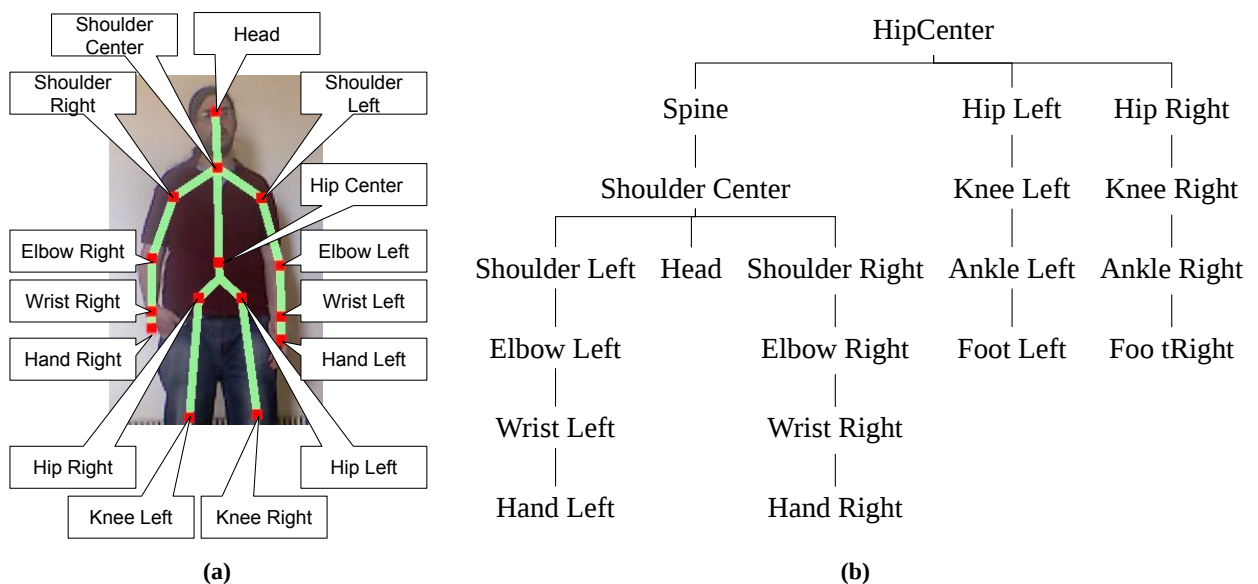 Shoulder
Center
Head
Shoulder
Right
Shoulder
Left
Hip Center
Elbow Right
Elbow Left
Wrist Right
Wrist Left
Hand Right
Hand Left
Hip Right
Hip Left
Knee Left
Knee Right
(a)
HipCenter
Spine
Hip Left
Hip Right
Shoulder Center
Knee Left
Knee Right
Shoulder Left
Head
Shoulder Right
Ankle Left
Ankle Right
Elbow Left
Elbow Right
Foot Left
Foo tRight
Wrist Left
Wrist Right
Hand Left
Hand Right
(b)